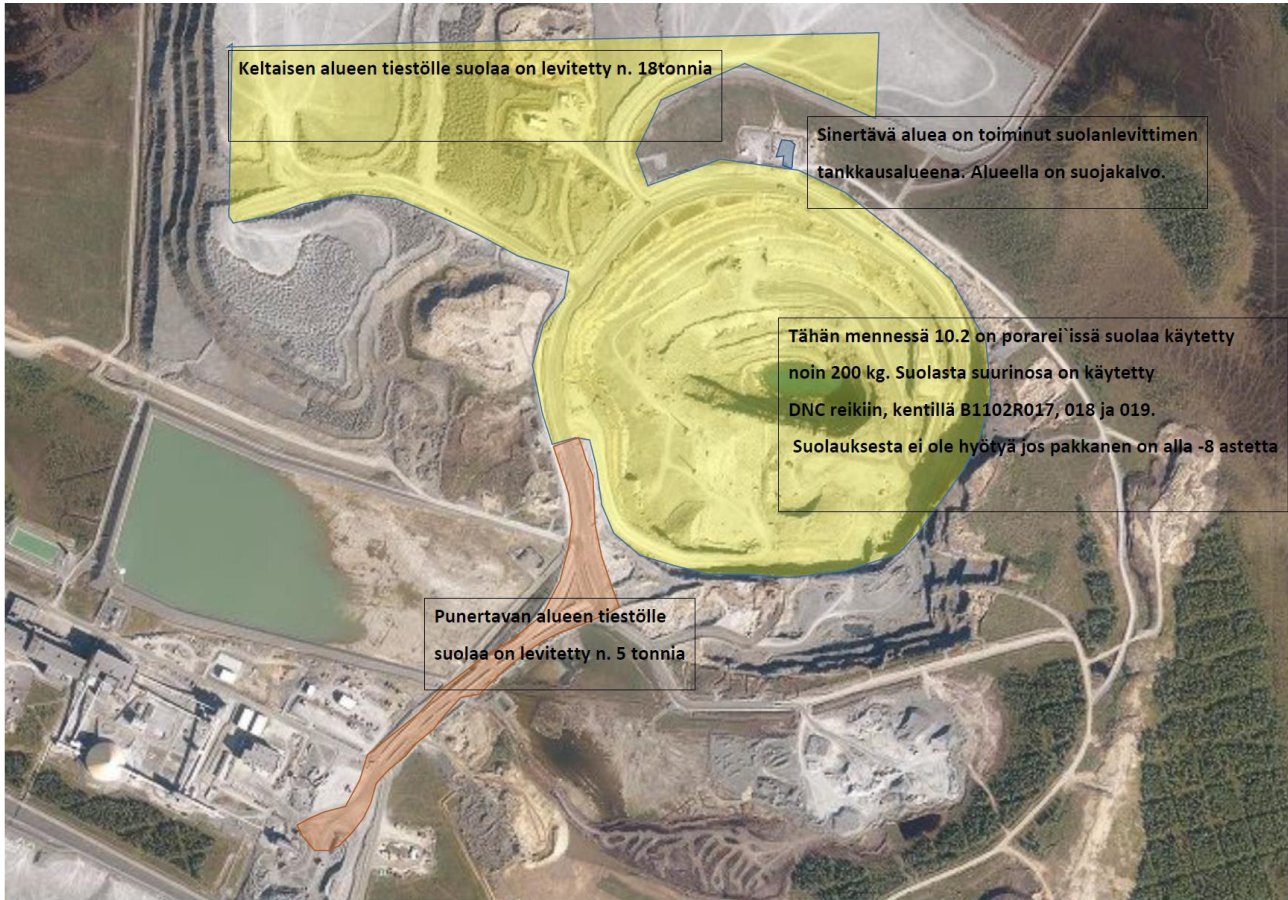 Keltaisen alueen tiestölle suolaa on levitetty n. 18tonnia
Sinertävä aluea on toiminut suolanlevittimen
tankkausalueena. Alueella on suojakalvo.
Tähän mennessä 10.2 on porarei`issä suolaa käytetty
noin 200 kg. Suolasta suurinosa on käytetty
DNC reikiin, kentillä B1102R017, 018 ja 019.
Suolauksesta ei ole hyötyä jos pakkanen on alla -8 astetta
Punertavan alueen tiestölle
suolaa on levitetty n. 5 tonnia